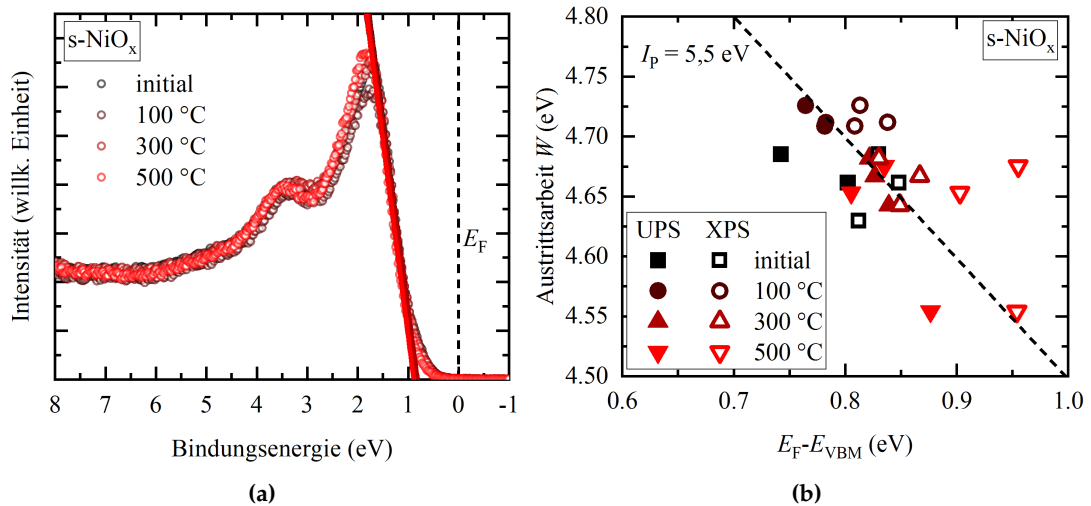 s-NiOx
initial
100 °C
300 °C
500 °C
EF
Intensität (willk. Einheit)
8 7 6 5 4 3 2 1 0 -1
Bindungsenergie (eV)
(a)
4.80
4.75
4.70
4.65
4.60
4.55
4.50
Austrittsarbeit W (eV)
IP = 5,5 eV
s-NiOx
UPS XPS
initial
100 °C
300 °C
500 °C
0.6 0.7 0.8 0.9 1.0
EF-EVBM (eV)
(b)